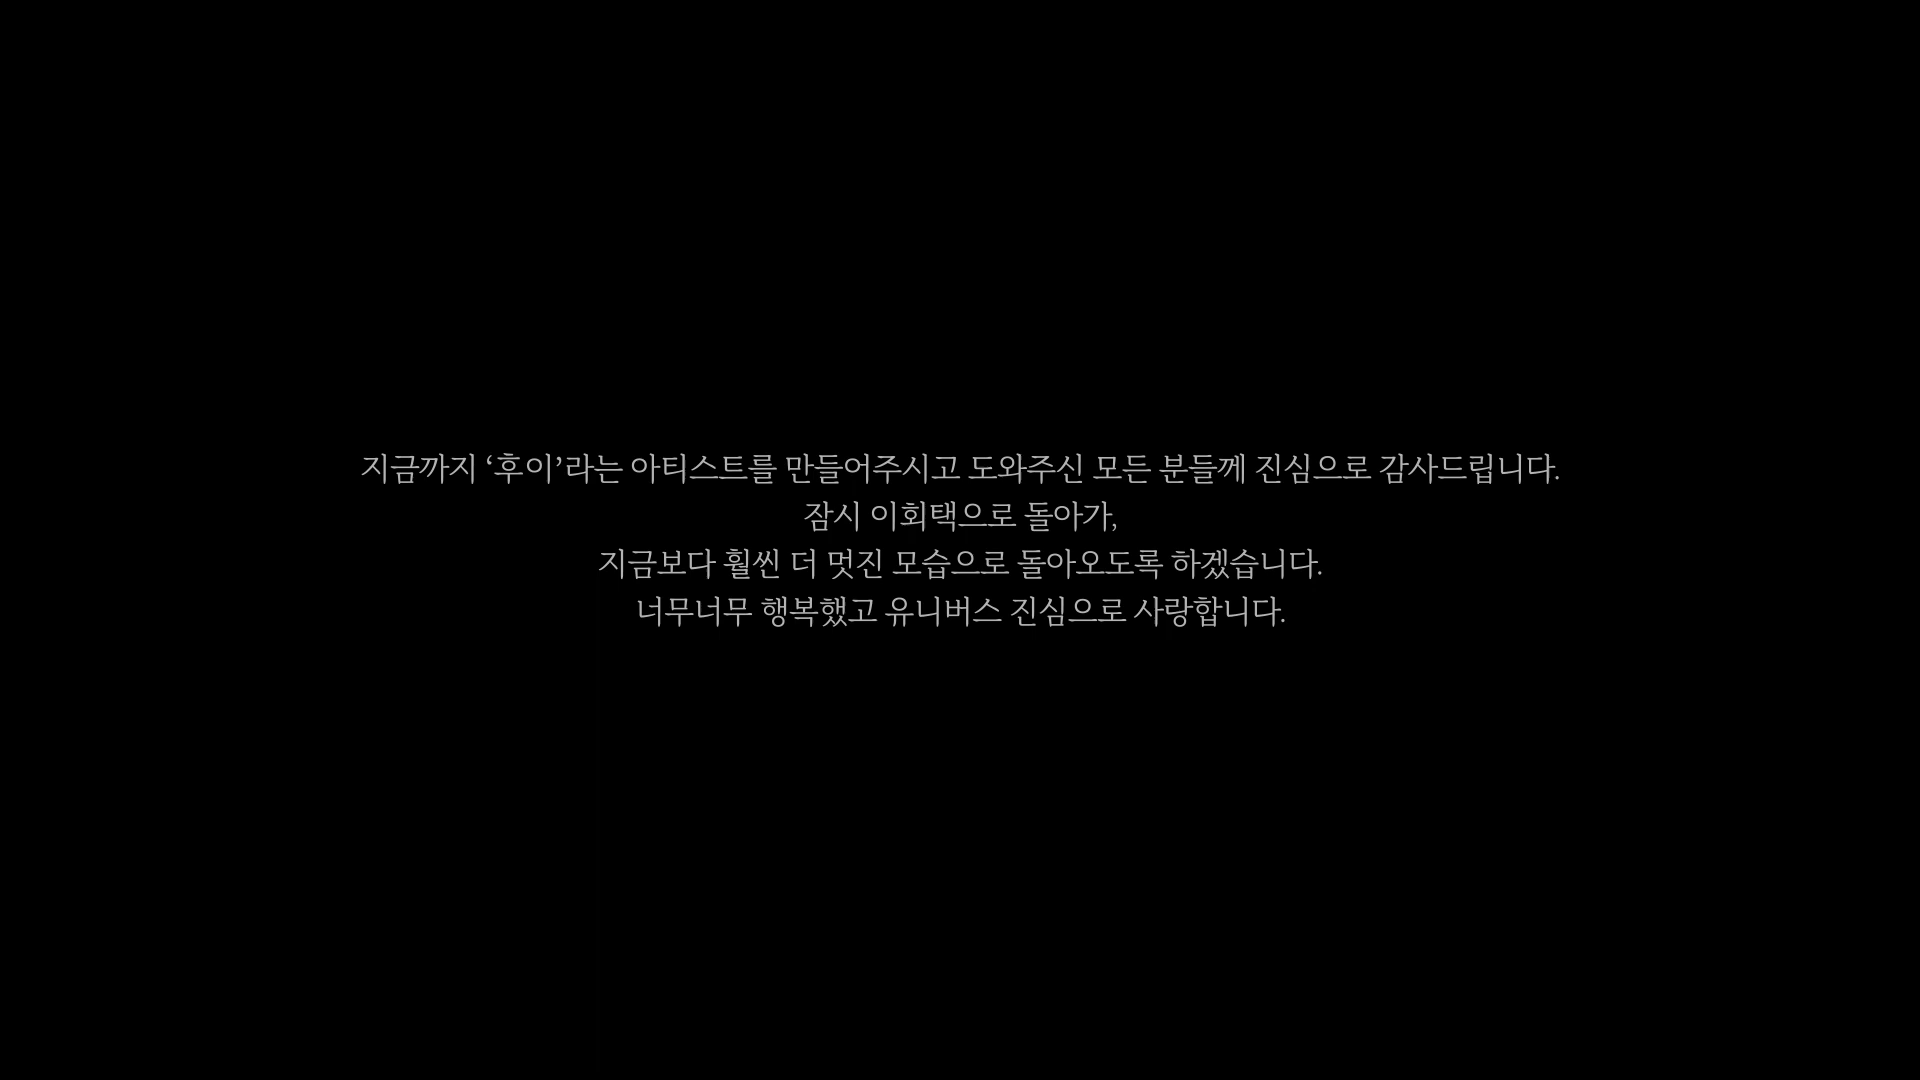 지금까지 ‘후이’라는 아티스트를 만들어주시고 도와주신 모든 분들께 진심으로 감사드립니다.
잠시 이회택으로 돌아가,
지금보다 훨씬 더 멋진 모습으로 돌아오도록 하겠습니다.
너무너무 행복했고 유니버스 진심으로 사랑합니다.